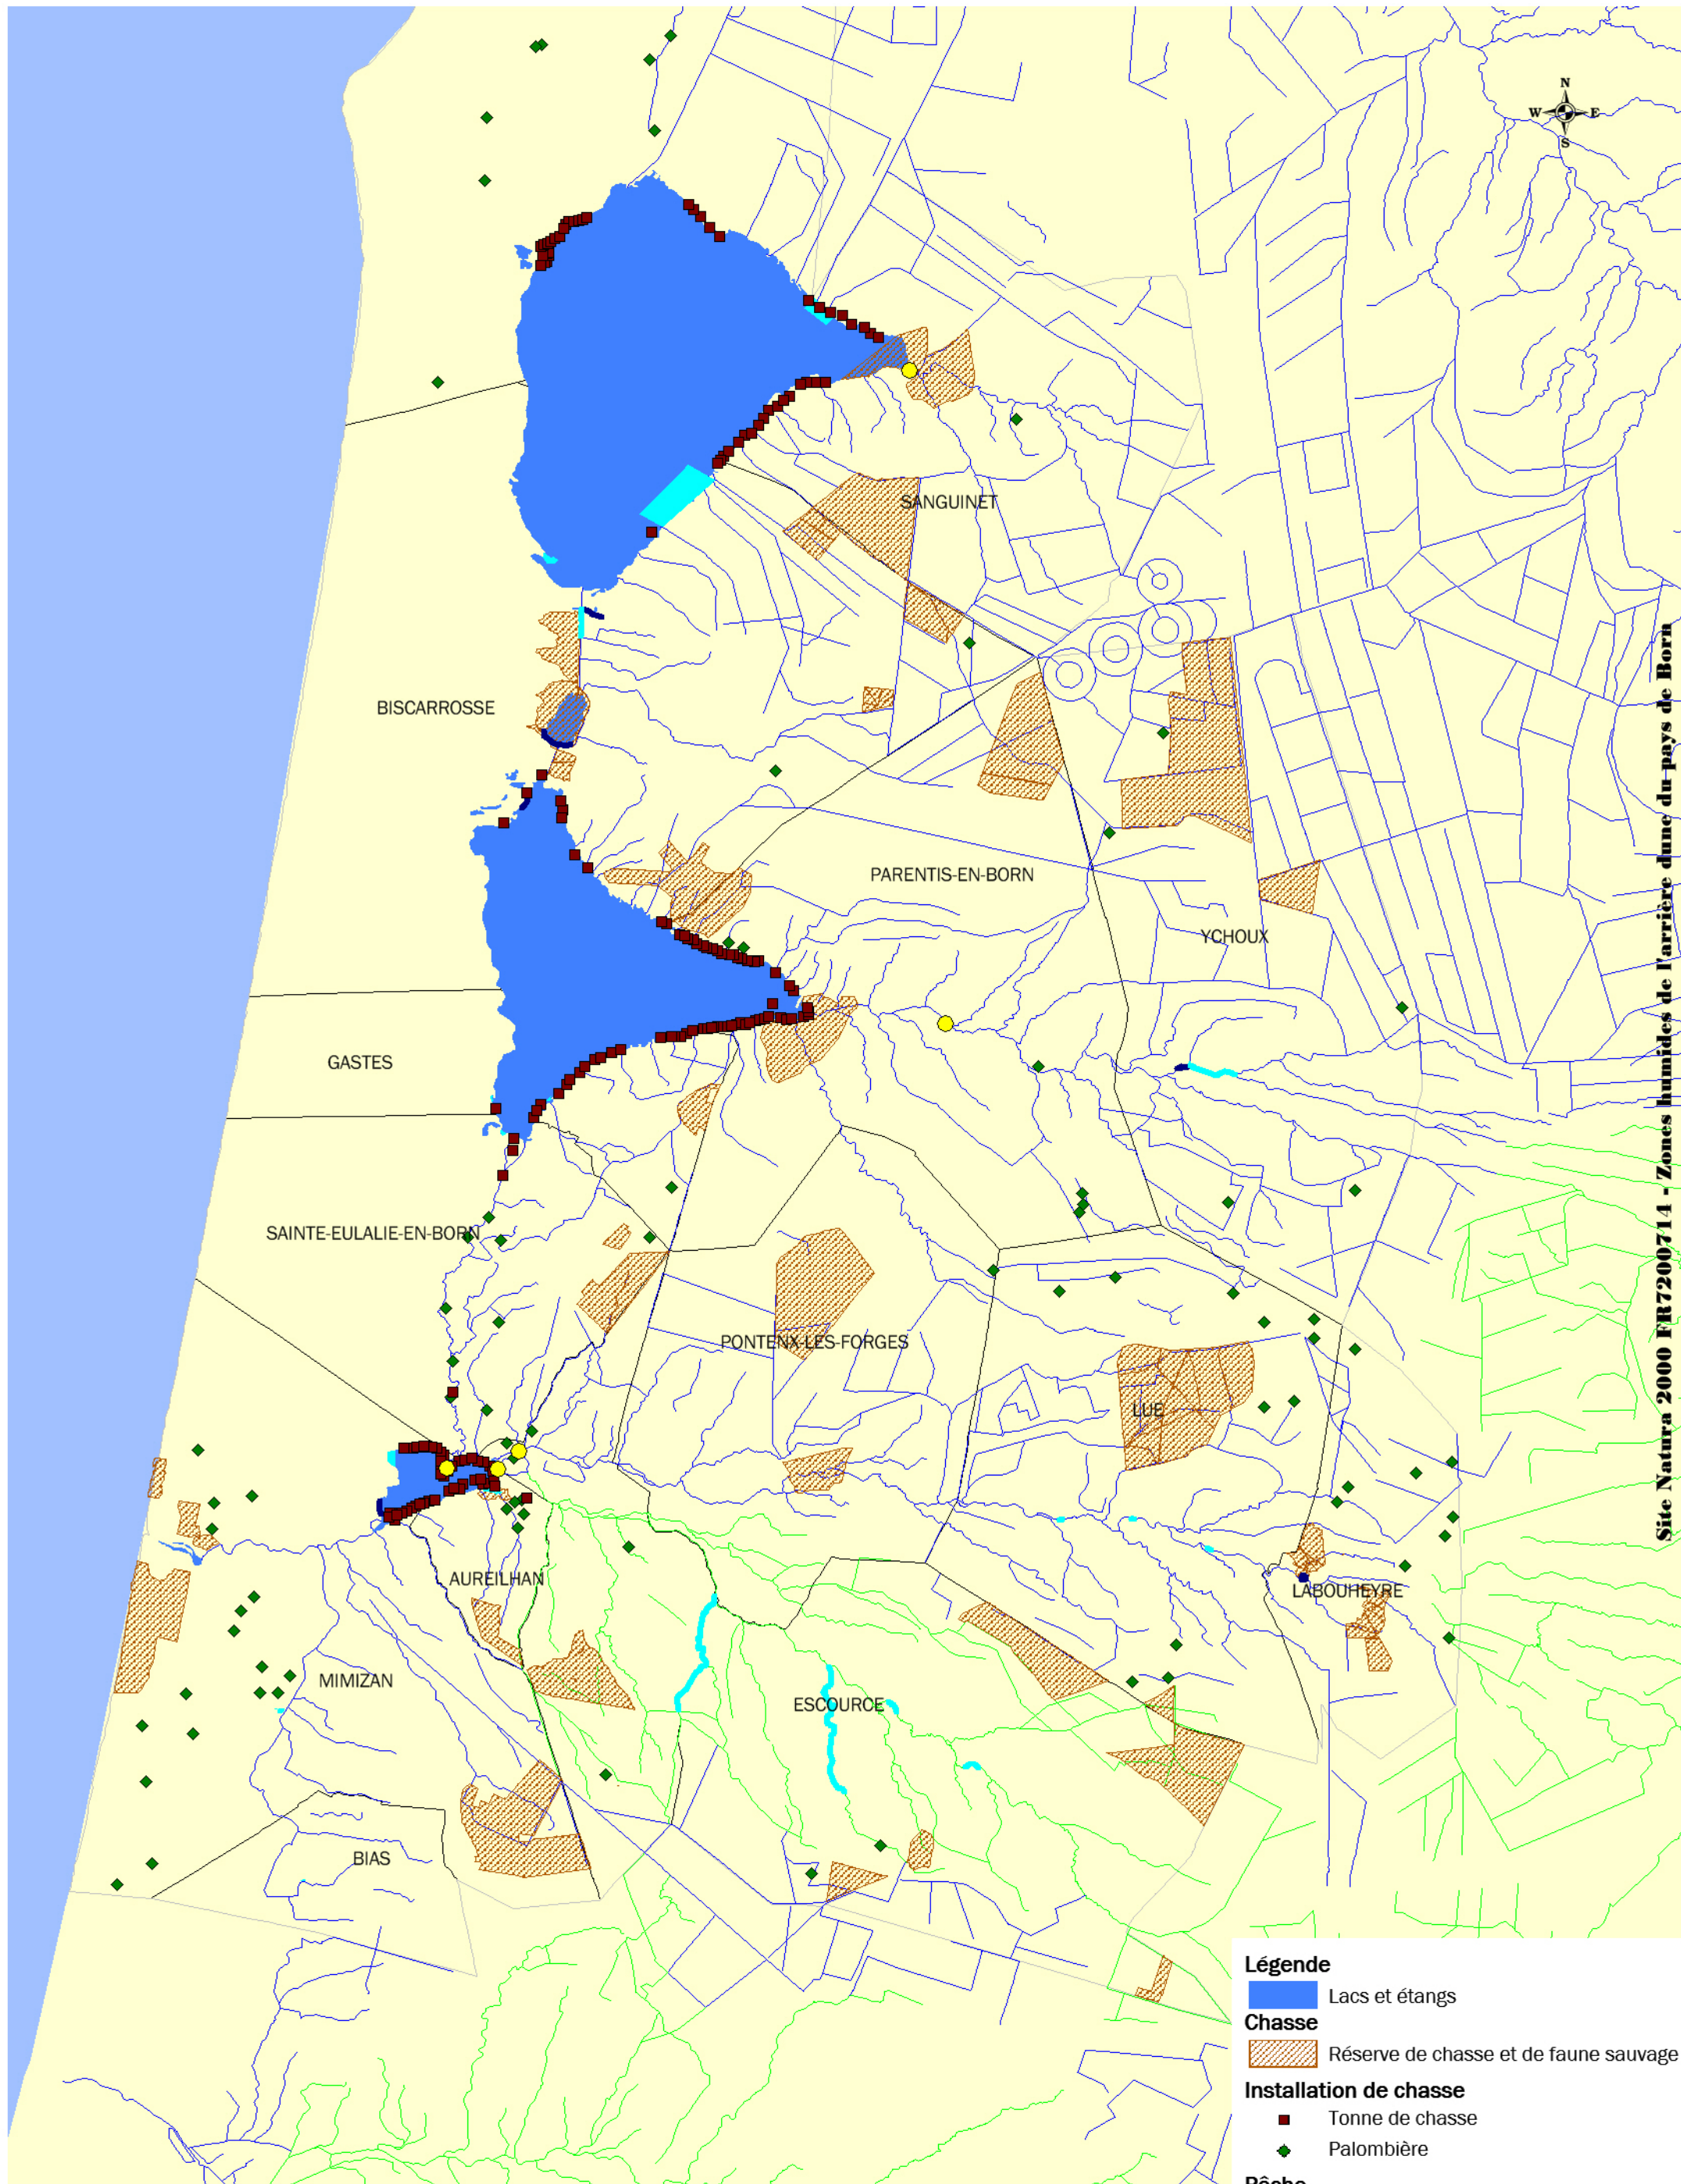 N
W E
S
SANGUINET
BISCARROSSE
PARENTIS-EN-BORN
YCHOUX
GASTES
SAINTE-EULALIE-EN-BORN
PONTENX-LES-FORGES
LUE
AUREILHAN
LABOUHEYRE
MIMIZAN
ESCOURCE
BIAS
Site Natura 2000 FR7200714 - Zones humides de l'arrière dune du pays de Born
Légende
Lacs et étangs
Chasse
Réserve de chasse et de faune sauvage
Installation de chasse
Tonne de chasse
Palombière
Pêche